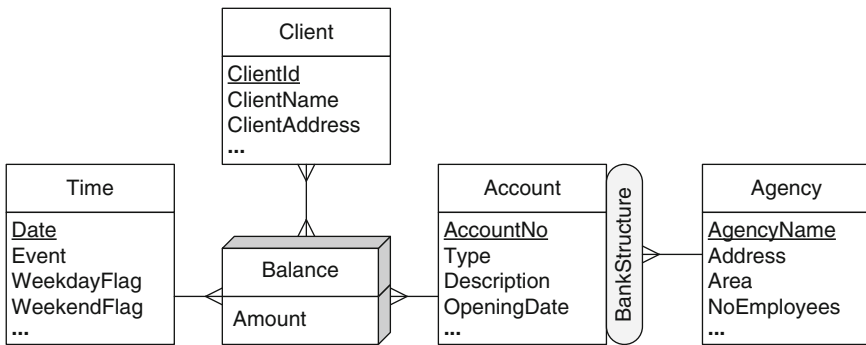 Client
ClientId
ClientName
ClientAddress
...
Time
Date
Event
WeekdayFlag
WeekendFlag
...
Balance
Amount
Account
AccountNo
Type
Description
OpeningDate
...
BankStructure
Agency
AgencyName
Address
Area
NoEmployees
...